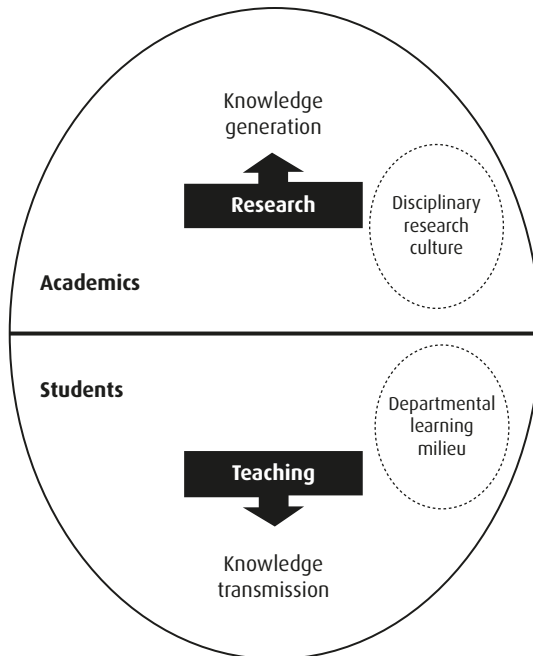 Knowledge
generation
Research
Disciplinary
research
culture
Academics
Students
Departmental
learning
milieu
Teaching
Knowledge
transmission